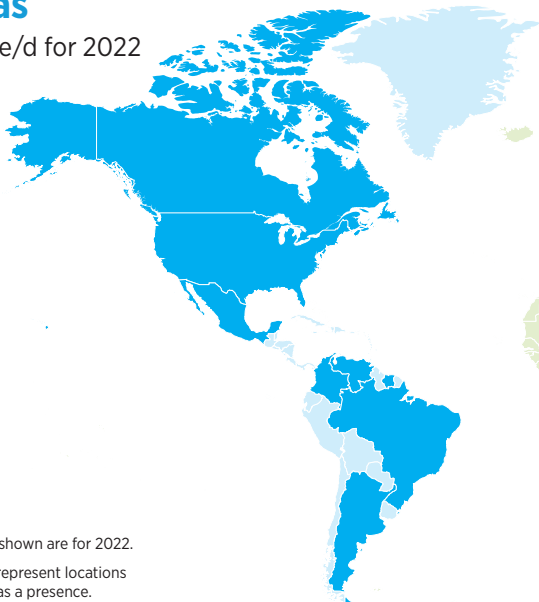 as
e/d for 2022
shown are for 2022.
represent locations
as a presence.